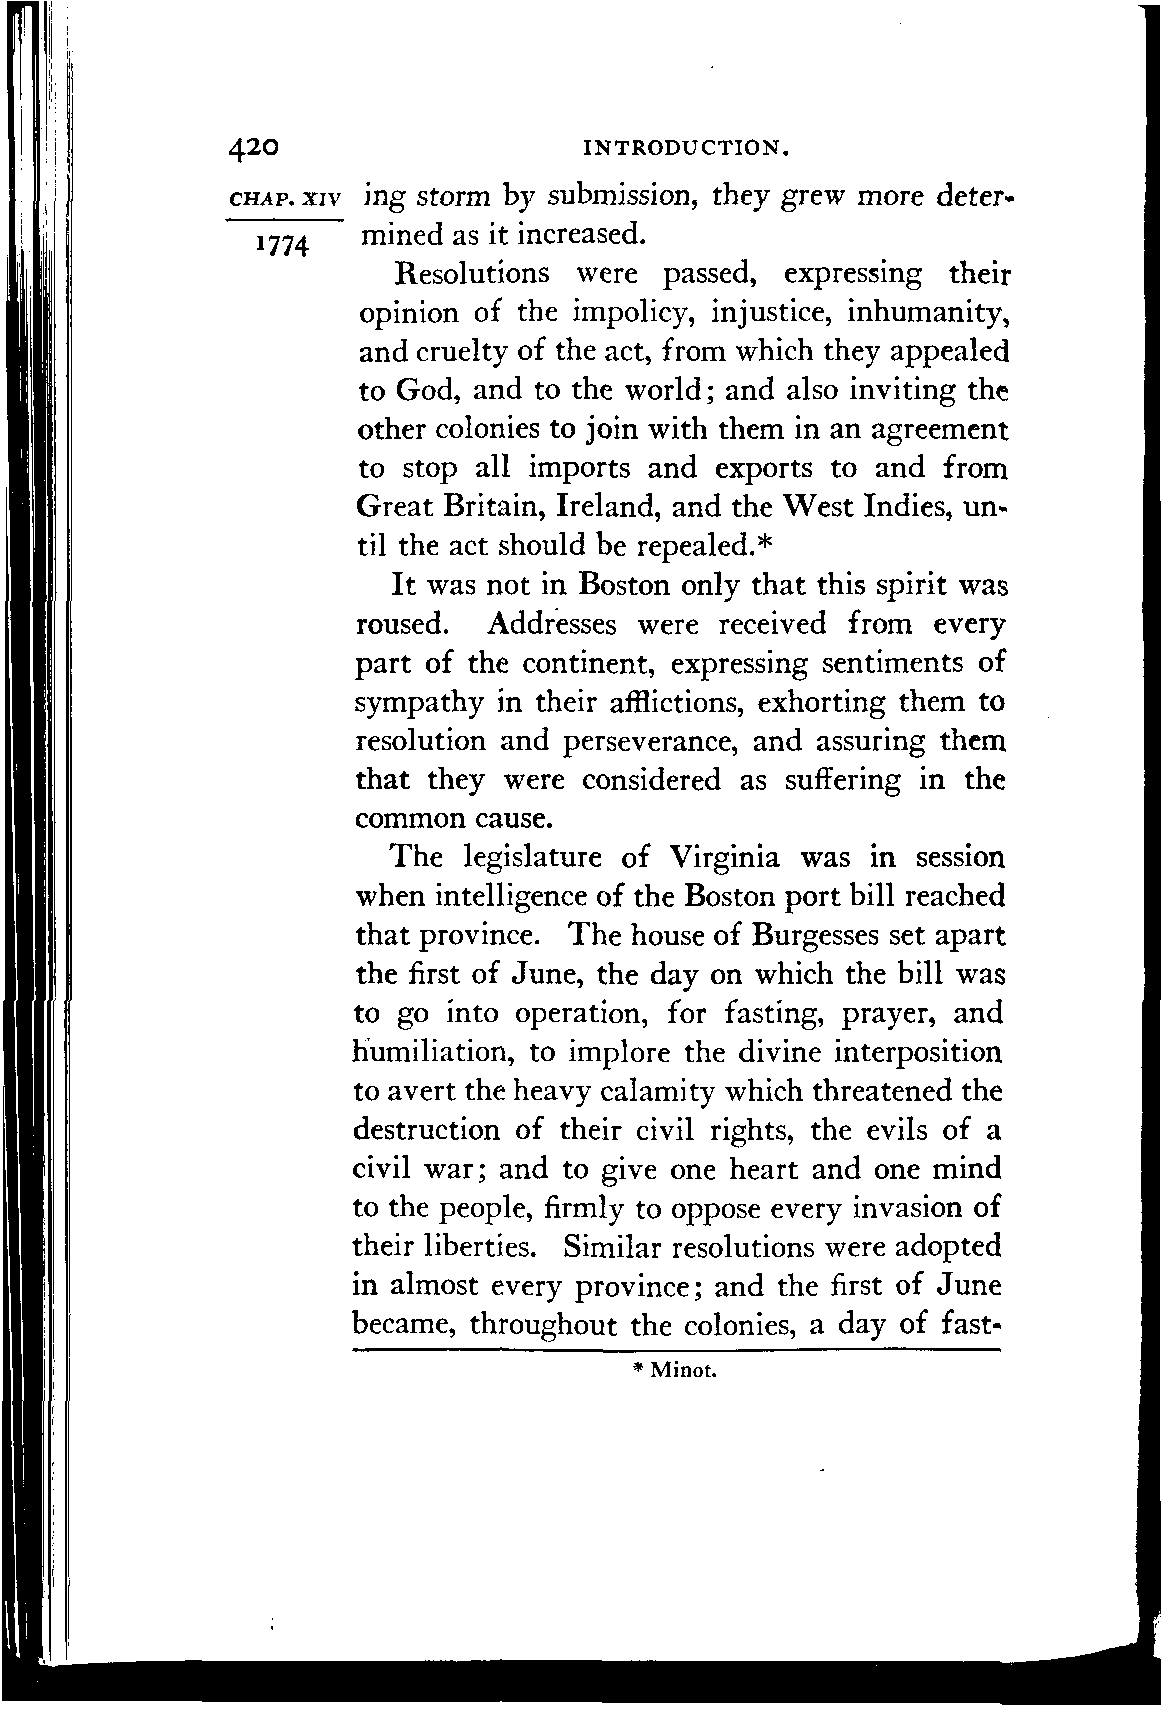 420 INTRODUCTION.
CHAP. XIV ing storm by submission, they grew more deter-
1774 mined as it increased.
Resolutions were passed, expressing their
opinion of the impolicy, injustice, inhumanity,
and cruelty of the act, from which they appealed
to God, and to the world; and also inviting the
other colonies to join with them in an agreement
to stop all imports and exports to and from
Great Britain, Ireland, and the West Indies, un-
til the act should be repealed.*
It was not in Boston only that this spirit was
roused. Addresses were received from every
part of the continent, expressing sentiments of
sympathy in their afflictions, exhorting them to
resolution and perseverance, and assuring them
that they were considered as suffering in the
common cause.
The legislature of Virginia was in session
when intelligence of the Boston port bill reached
that province. The house of Burgesses set apart
the first of June, the day on which the bill was
to go into operation, for fasting, prayer, and
humiliation, to implore the divine interposition
to avert the heavy calamity which threatened the
destruction of their civil rights, the evils of a
civil war; and to give one heart and one mind
to the people, firmly to oppose every invasion of
their liberties. Similar resolutions were adopted
in almost every province; and the first of June
became, throughout the colonies, a day of fast-
* Minot.